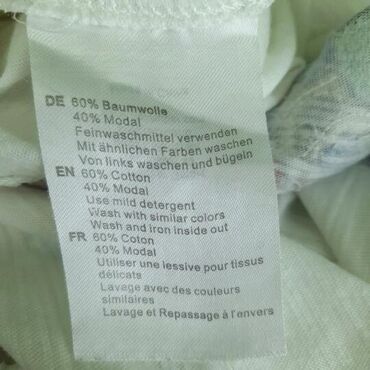 DE 60% Baumwolle
40% Modal
Feinwaschmittel verwenden
Mit ähnlichen Farben waschen
Von links waschen und bügeln
EN 60% Cotton
40% Modal
Use mild detergent
Wash with similar colors
Wash and iron inside out
FR 60% Coton
40% Modal
Utiliser une lessive pour tissus
délicats
Lavage avec des couleurs
similaires
Lavage et Repassage à l'envers